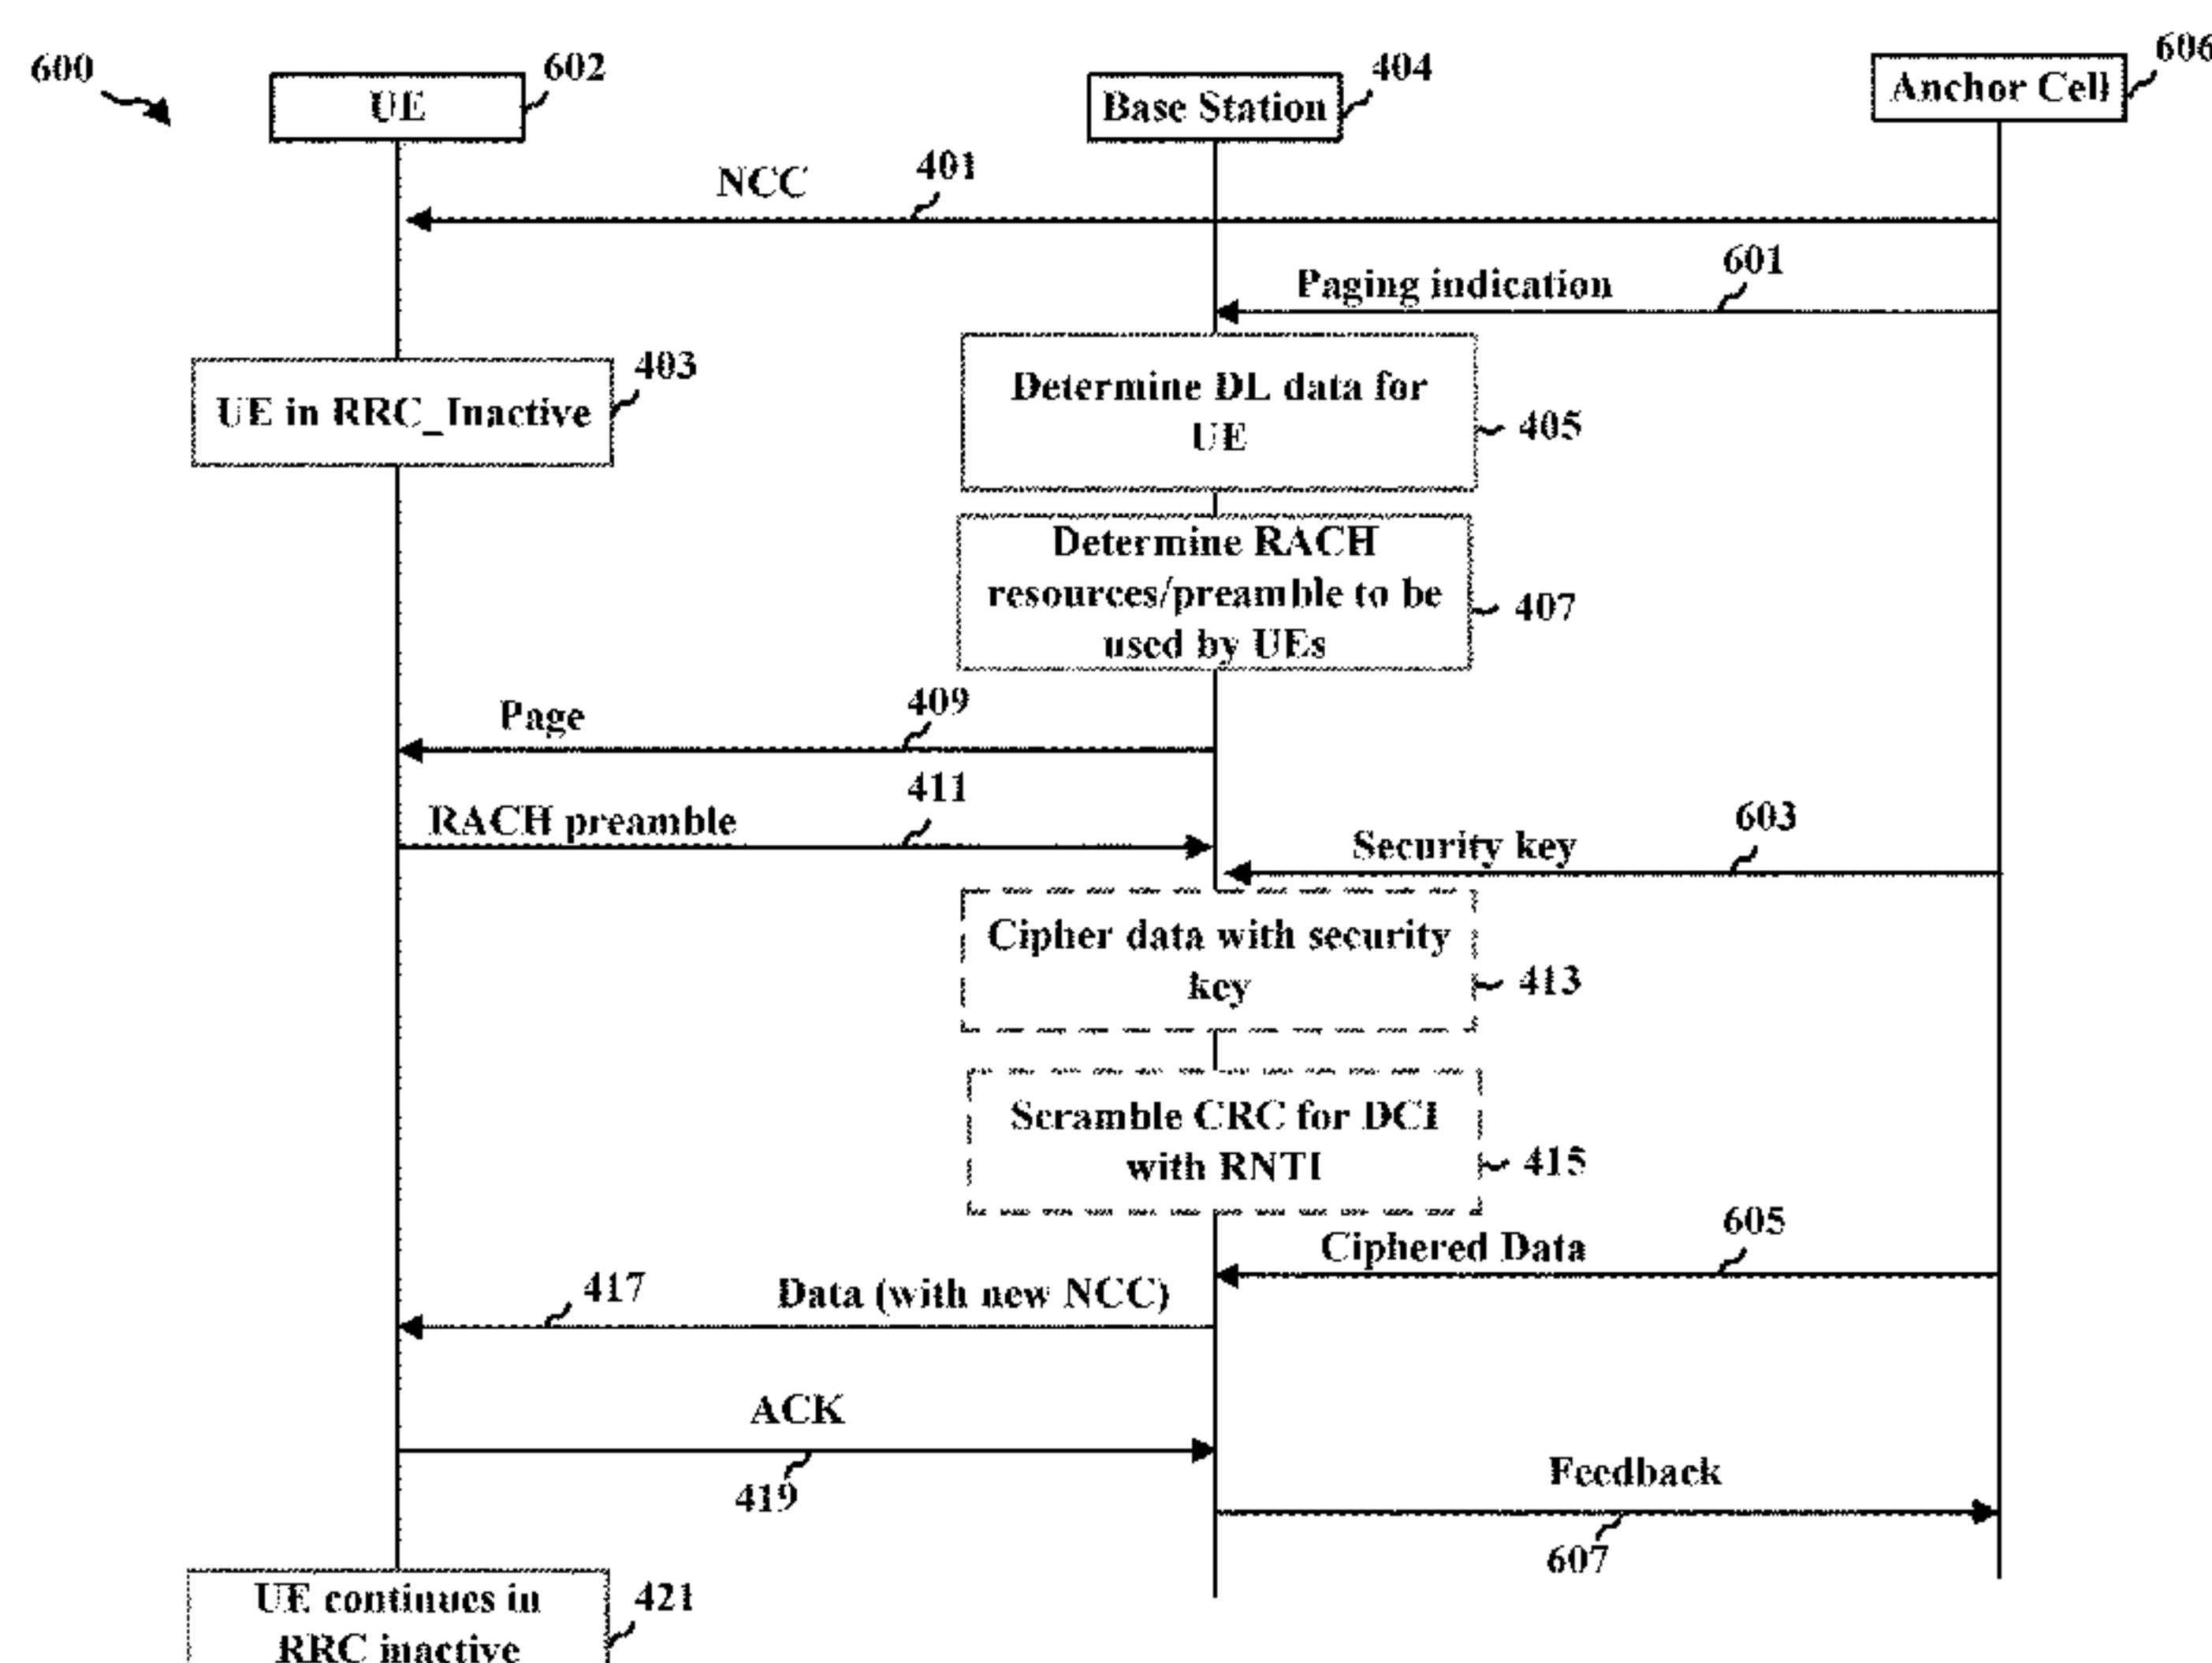 600
UE
602
Base Station
404
Anchor Cell
606
NCC
401
Paging indication
601
UE in RRC_Inactive
403
Determine DL data for
UE
405
Determine RACH
resources/preamble to be
used by UEs
407
Page
409
RACH preamble
411
Security key
603
Cipher data with security
key
413
Scramble CRC for DCI
with RNTI
415
Ciphered Data
605
Data (with new NCC)
417
ACK
419
Feedback
607
UE continues in
RRC inactive
421